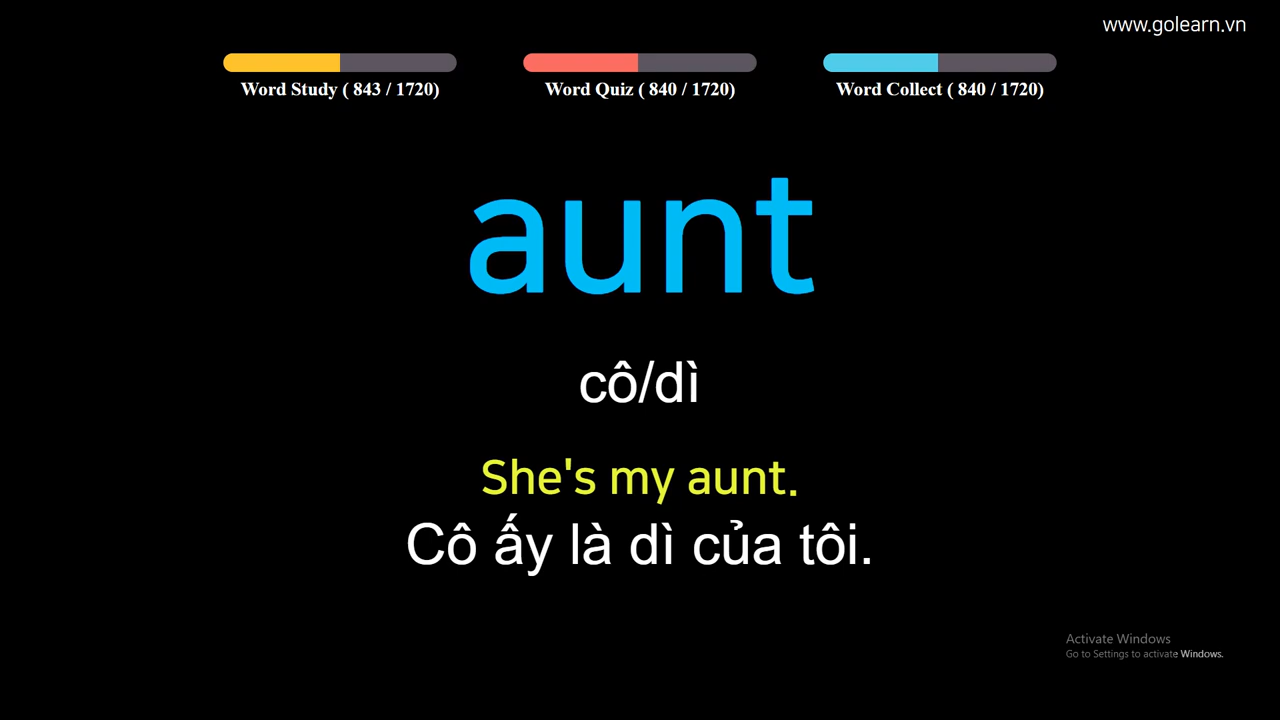 www.golearn.vn
Word Study ( 843 / 1720)
Word Quiz ( 840 / 1720)
Word Collect ( 840 / 1720)
aunt
cô/dì
She's my aunt.
Cô ấy là dì của tôi.
Activate Windows
Go to Settings to activate Windows.